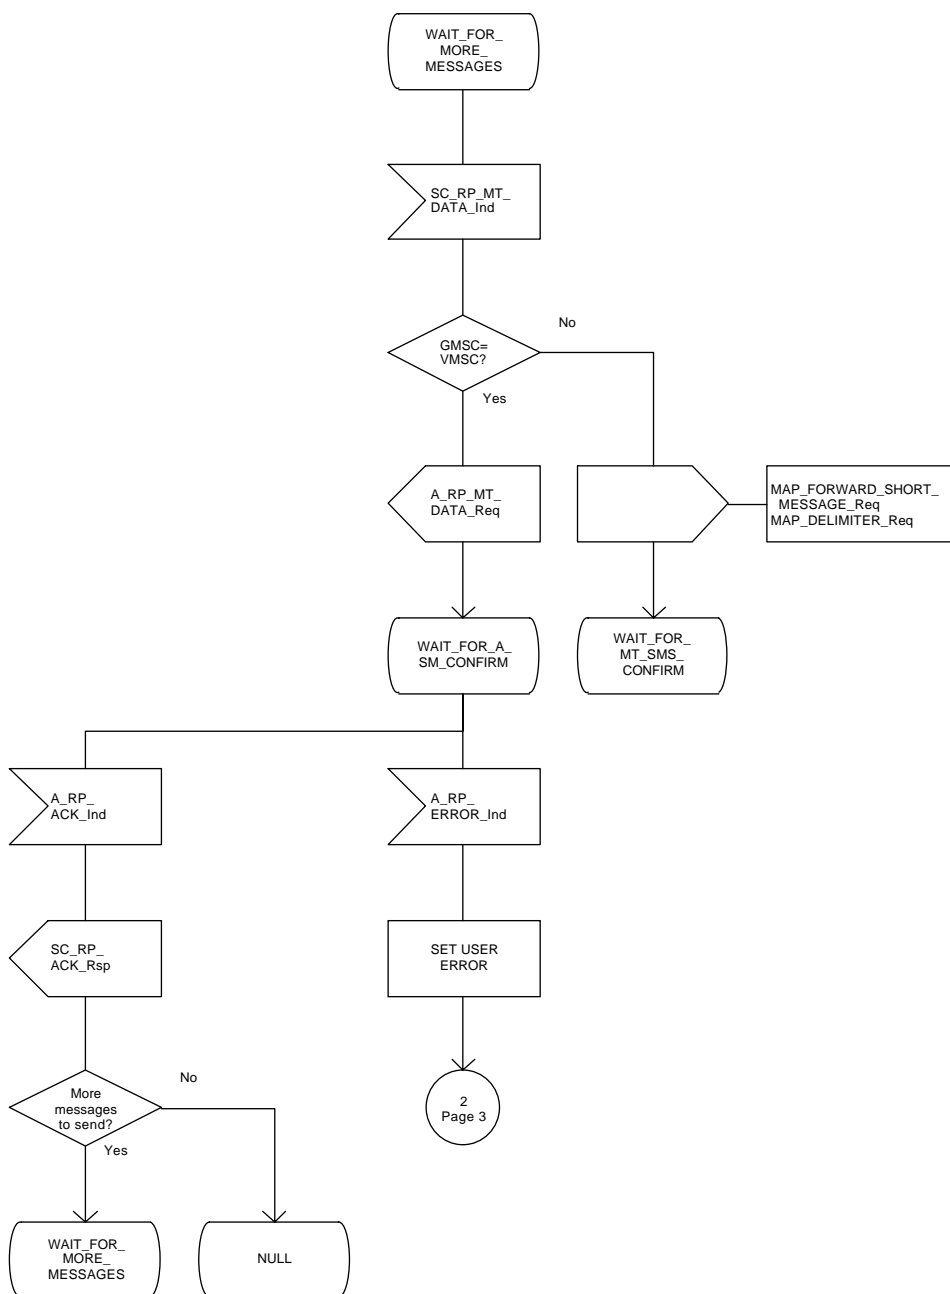 WAIT_FOR_
MORE_
MESSAGES
SC_RP_MT_
DATA_Ind
No
GMSC=
VMSC?
Yes
A_RP_MT_
DATA_Req
MAP_FORWARD_SHORT_
MESSAGE_Req
MAP_DELIMITER_Req
WAIT_FOR_A_
SM_CONFIRM
WAIT_FOR_
MT_SMS_
CONFIRM
A_RP_
ACK_Ind
A_RP_
ERROR_Ind
SC_RP_
ACK_Rsp
SET USER
ERROR
No
More
messages
to send?
Yes
2
Page 3
WAIT_FOR_
MORE_
MESSAGES
NULL